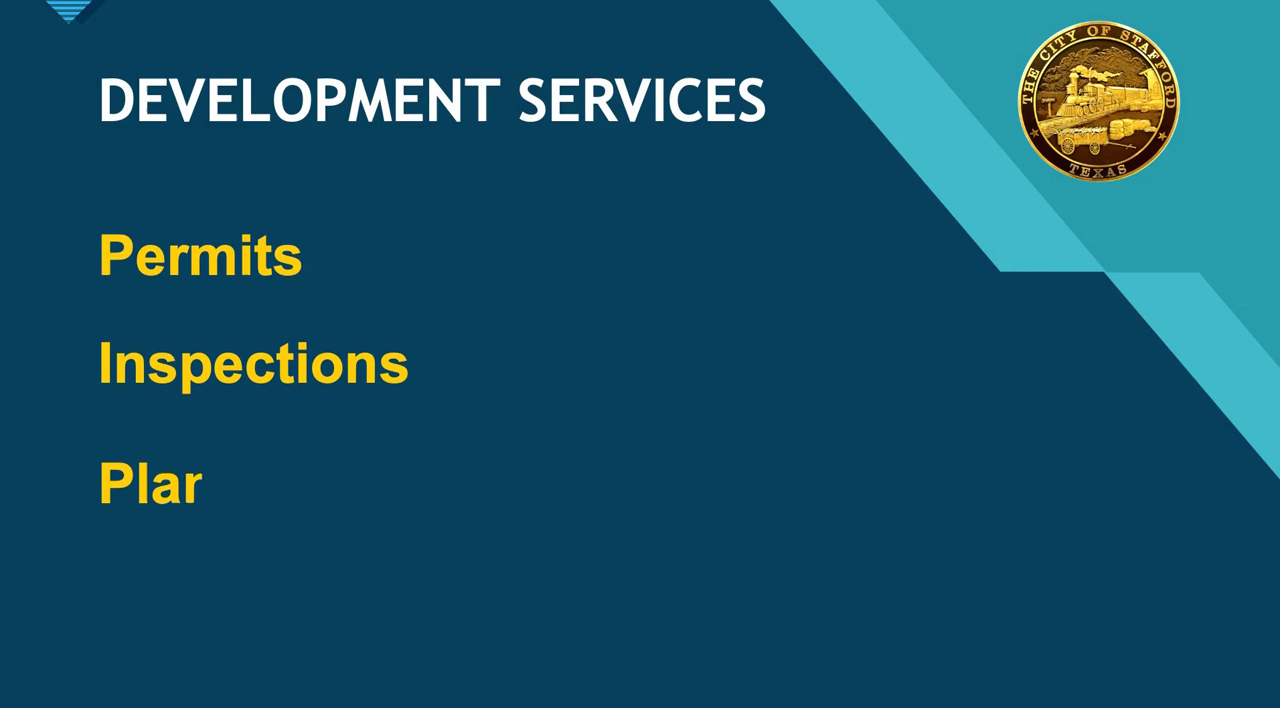 DEVELOPMENT SERVICES
THE CITY OF STAFFORD
TEXAS
Permits
Inspections
Plar